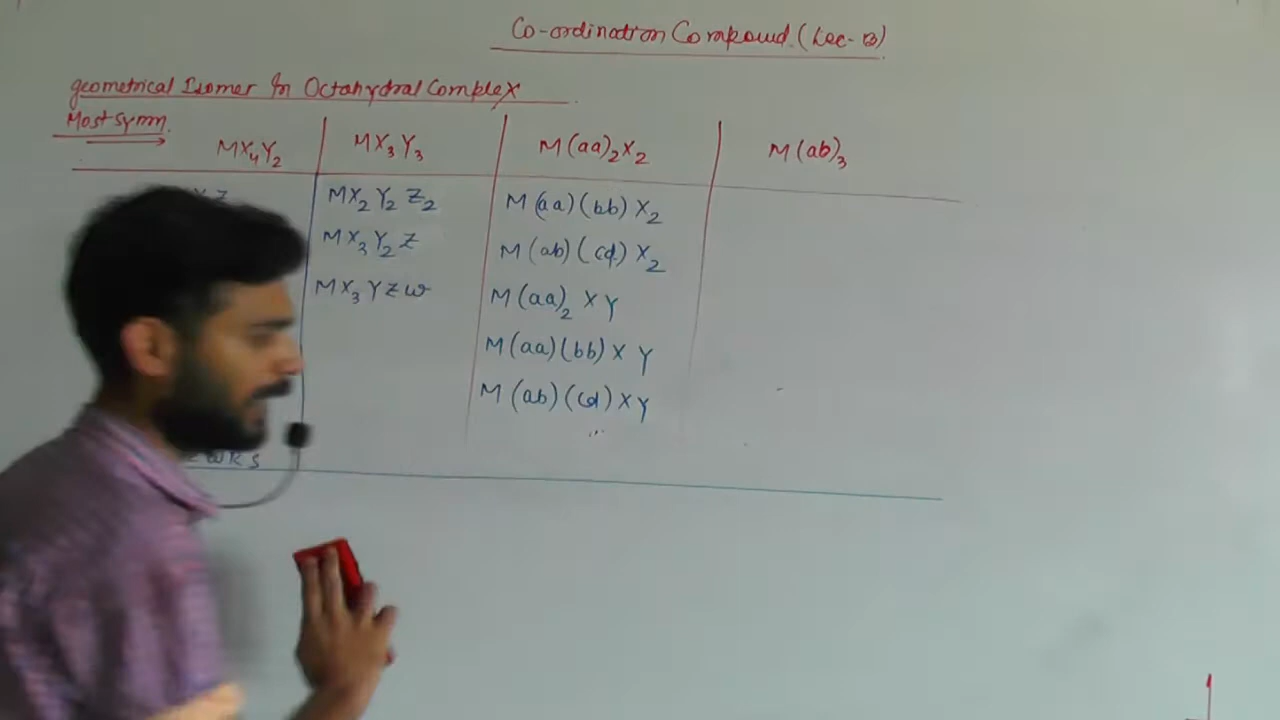 Co-ordination Compound. (Lec-13)
geometrical Isomer In Octahydral Complex
Most Symm.
MX₄Y₂ MX₃Y₃ M(aa)₂X₂ M(ab)₃
MX₂Y₂Z₂ M(aa)(bb)X₂
MX₃Y₂Z M(ab)(cd)X₂
MX₃YZW M(aa)₂XY
M(aa)(bb)XY
M(ab)(cd)XY
...